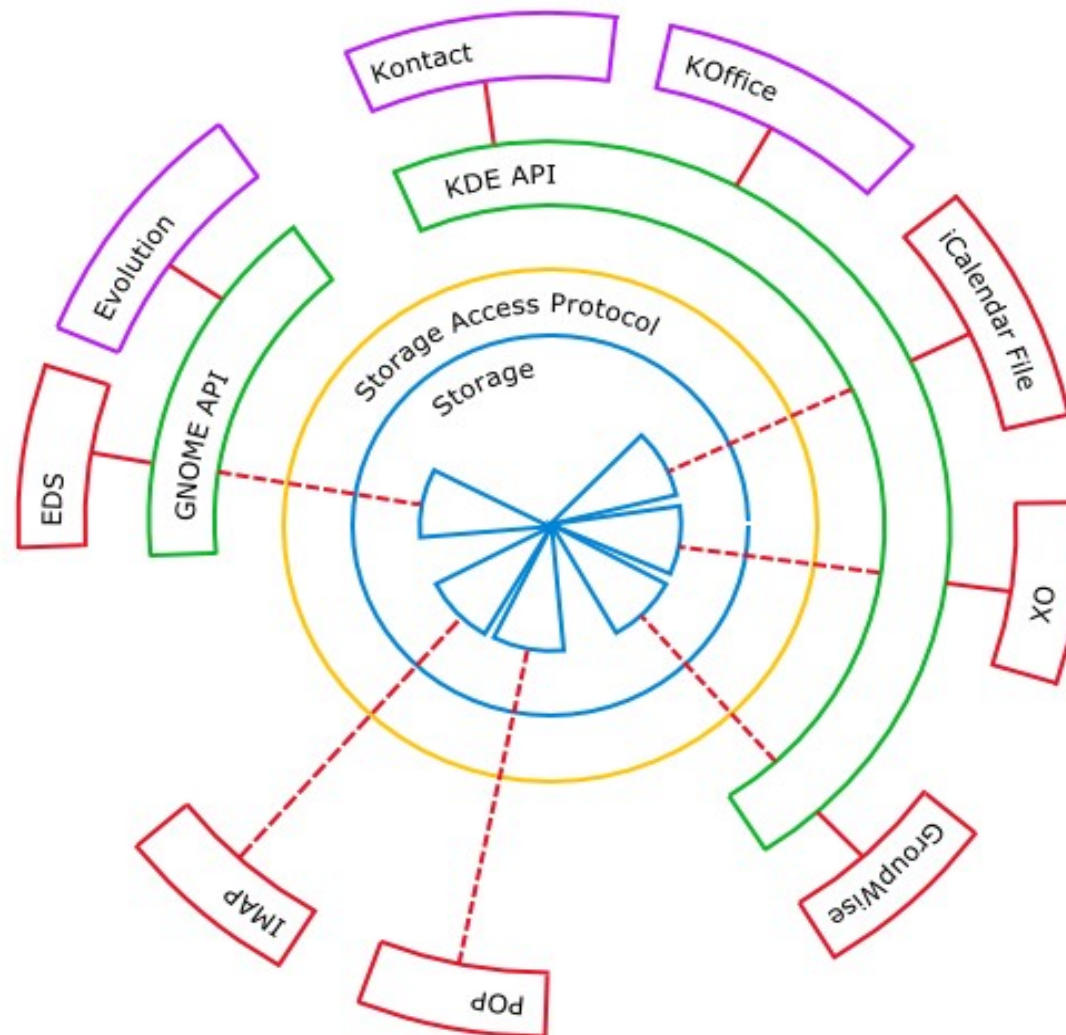 Kontact
KOffice
KDE API
Evolution
iCalendar File
Storage Access Protocol
Storage
GNOME API
EDS
OX
GroupWise
IMAP
POP